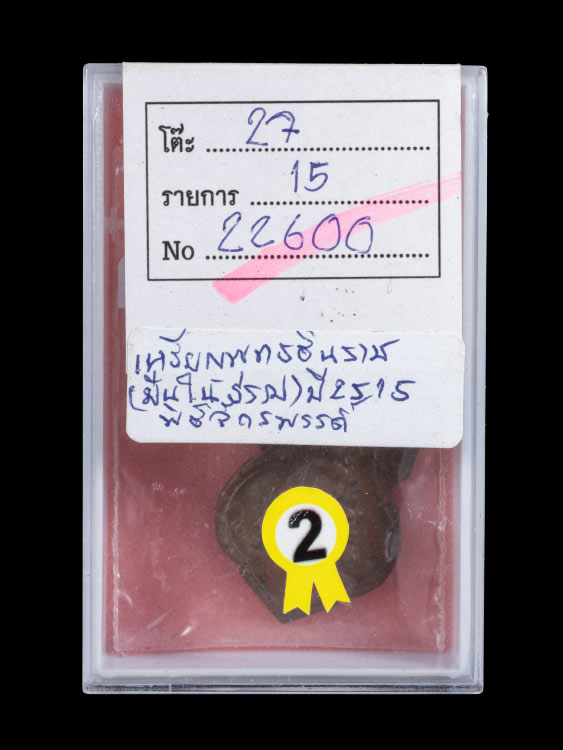 โต๊ะ 27
รายการ 15
No 22600
เหรียญพุทธชินราช
ปี 2515
พิธีจักรพรรดิ์
2